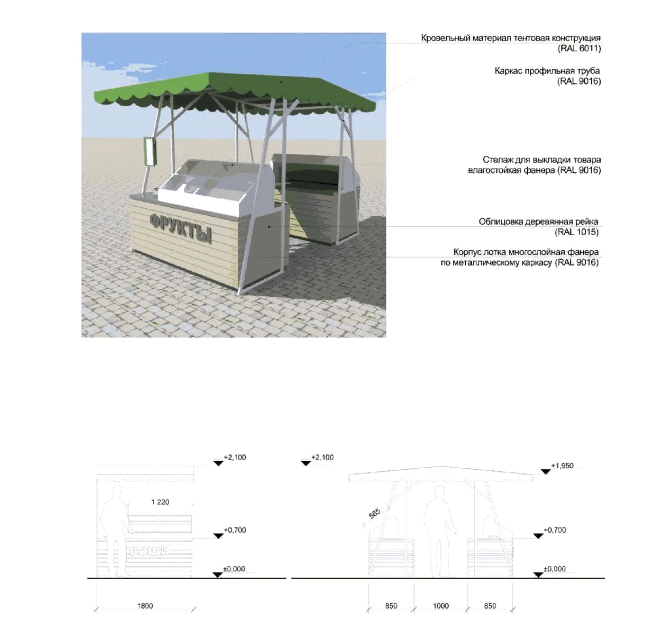 Кровельный материал тентовая конструкция
(RAL 6011)
Каркас профильная труба
(RAL 9016)
Стелаж для выкладки товара
влагостойкая фанера (RAL 9016)
Облицовка деревянная рейка
(RAL 1015)
Корпус лотка многослойная фанера
по металлическому каркасу (RAL 9016)
ФРУКТЫ
+2,100
1 220
+0,700
±0,000
1800
+2,100
+1,950
565
+0,700
±0,000
850
1000
850